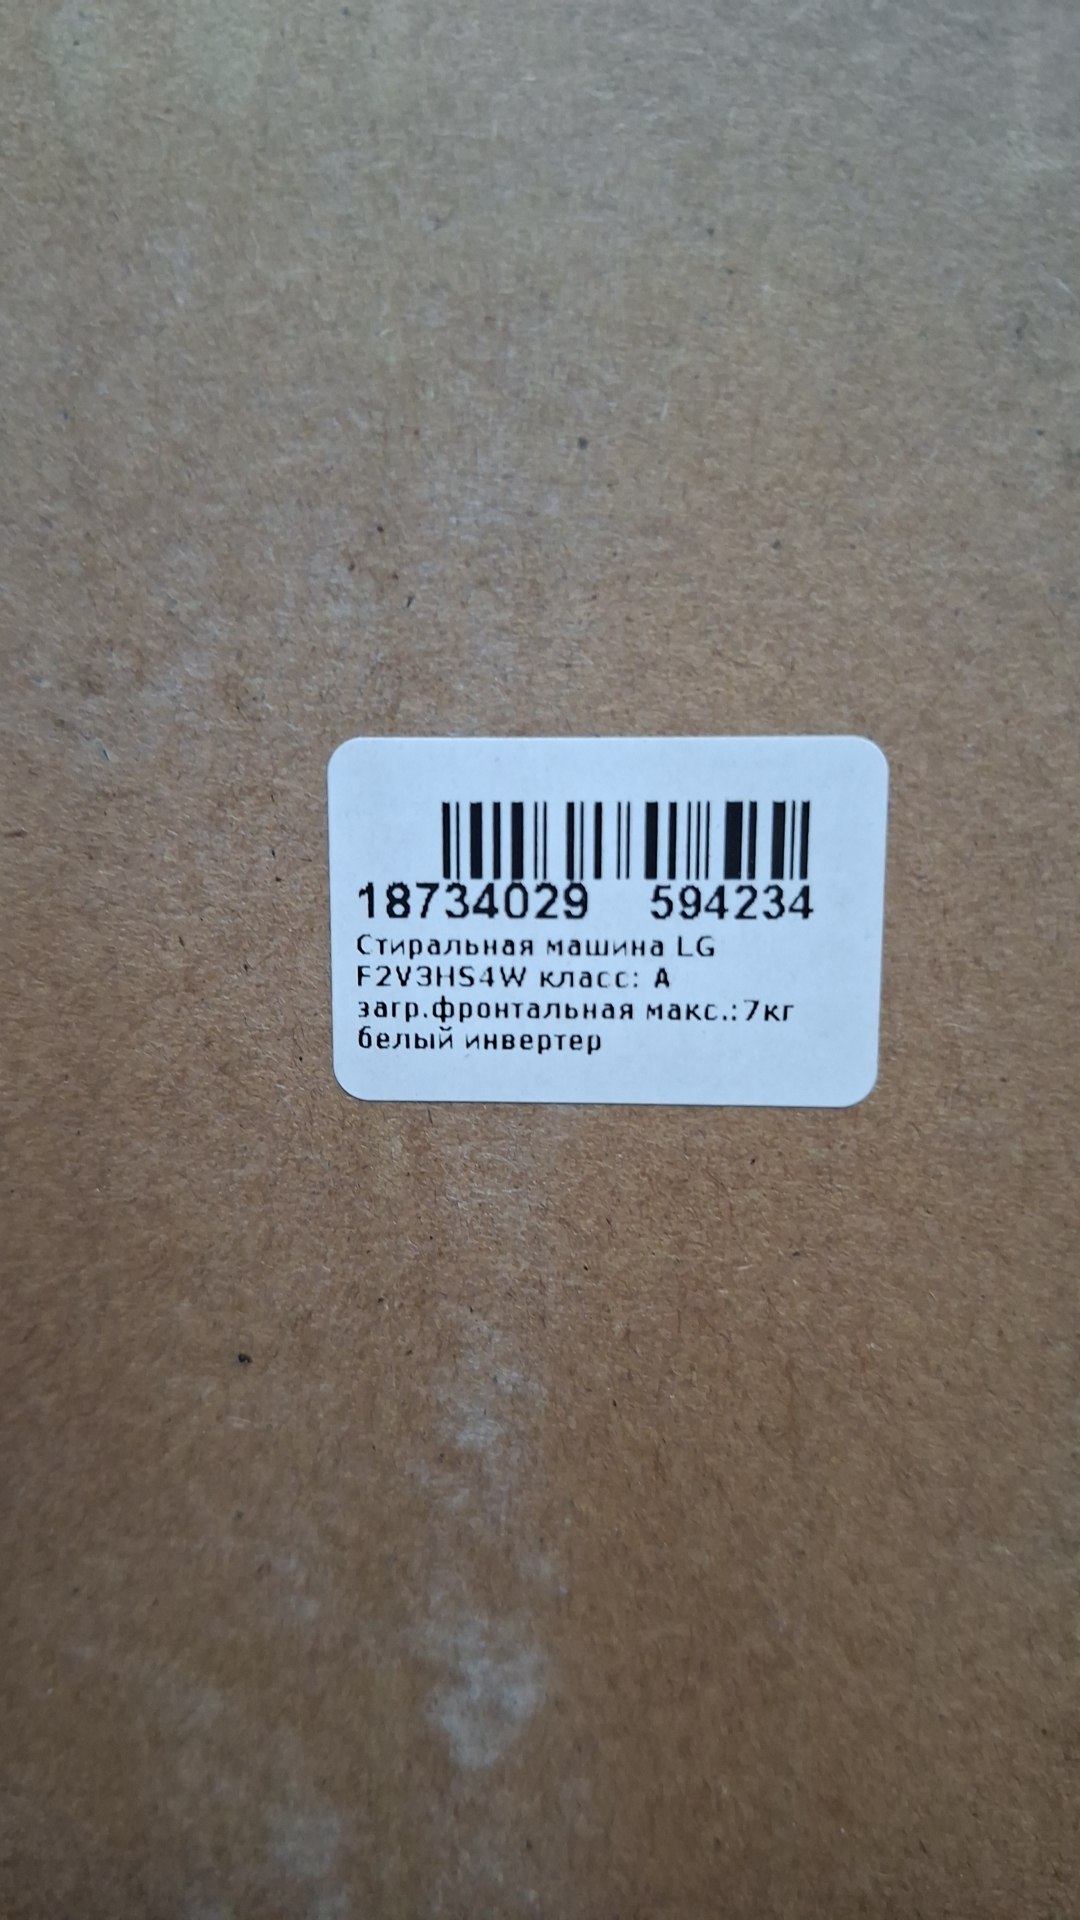 18734029 594234
Стиральная машина LG
F2V3HS4W класс: A
загр.фронтальная макс.:7кг
белый инвертер